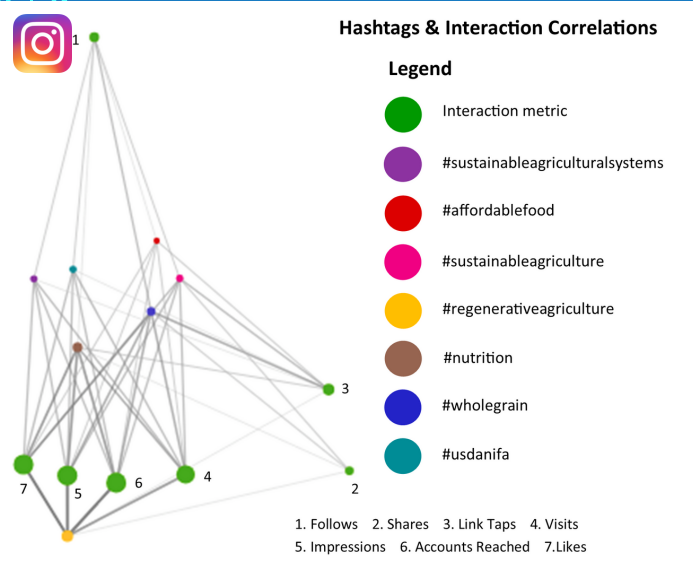 Hashtags & Interaction Correlations
Legend
Interaction metric
#sustainableagriculturalsystems
#affordablefood
#sustainableagriculture
#regenerativeagriculture
#nutrition
#wholegrain
#usdanifa
1
3
2
7
5
6
4
1. Follows 2. Shares 3. Link Taps 4. Visits
5. Impressions 6. Accounts Reached 7.Likes